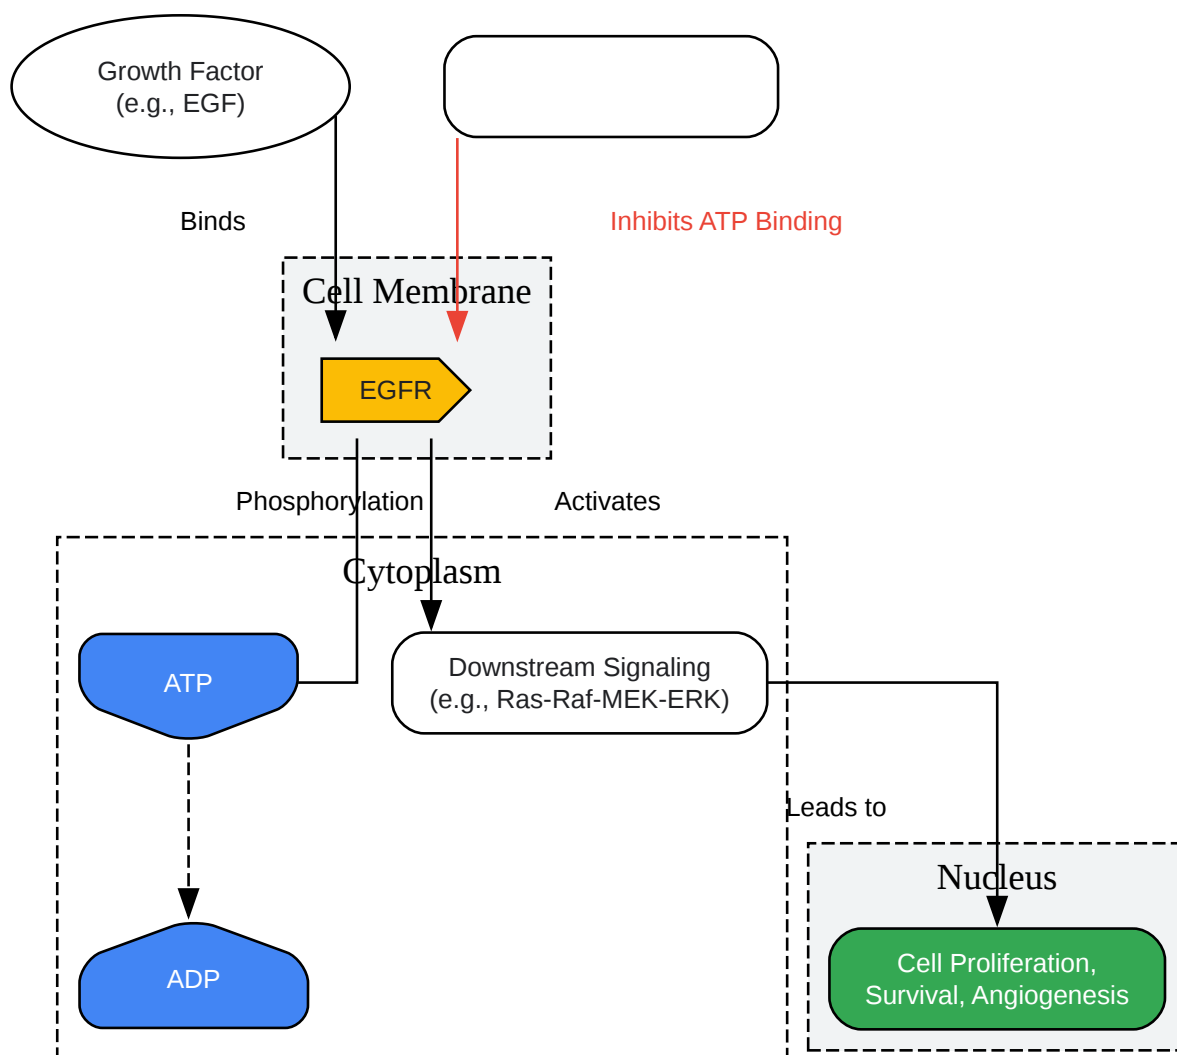 Growth Factor
(e.g., EGF)
Binds
Inhibits ATP Binding
Cell Membrane
EGFR
Phosphorylation
Activates
Cytoplasm
ATP
Downstream Signaling
(e.g., Ras-Raf-MEK-ERK)
Leads to
Nucleus
ADP
Cell Proliferation,
Survival, Angiogenesis